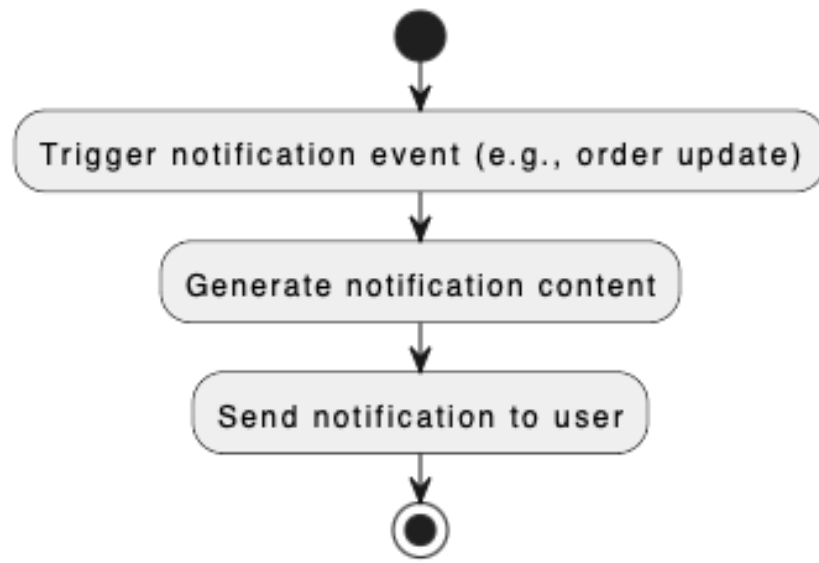 Trigger notification event (e.g., order update)
Generate notification content
Send notification to user